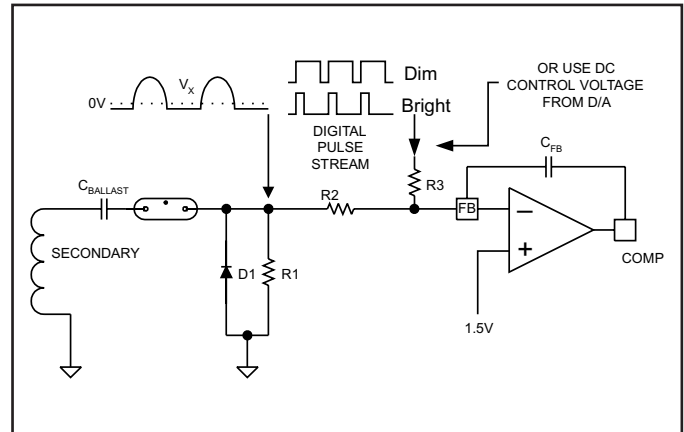 Dim
OR USE DC
CONTROL VOLTAGE
FROM D/A
VX
0V
Bright
DIGITAL
PULSE
STREAM
CFB
R3
CBALLAST
R2
FB
−
+
SECONDARY
D1
R1
COMP
1.5V